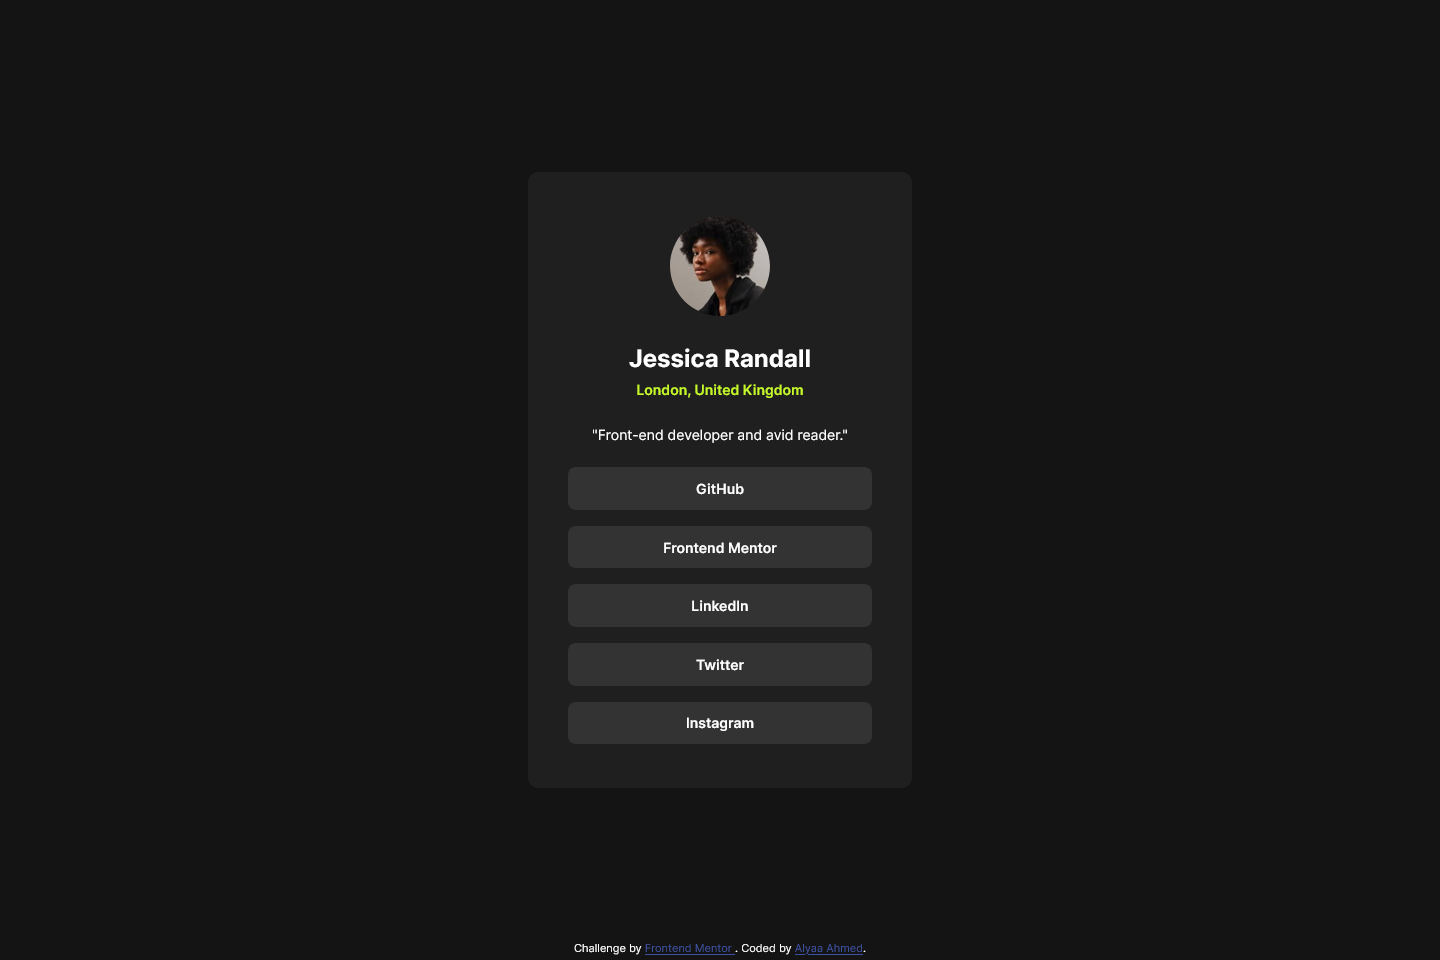 Jessica Randall
London, United Kingdom
"Front-end developer and avid reader."
GitHub
Frontend Mentor
LinkedIn
Twitter
Instagram
Challenge by Frontend Mentor . Coded by Alyaa Ahmed.